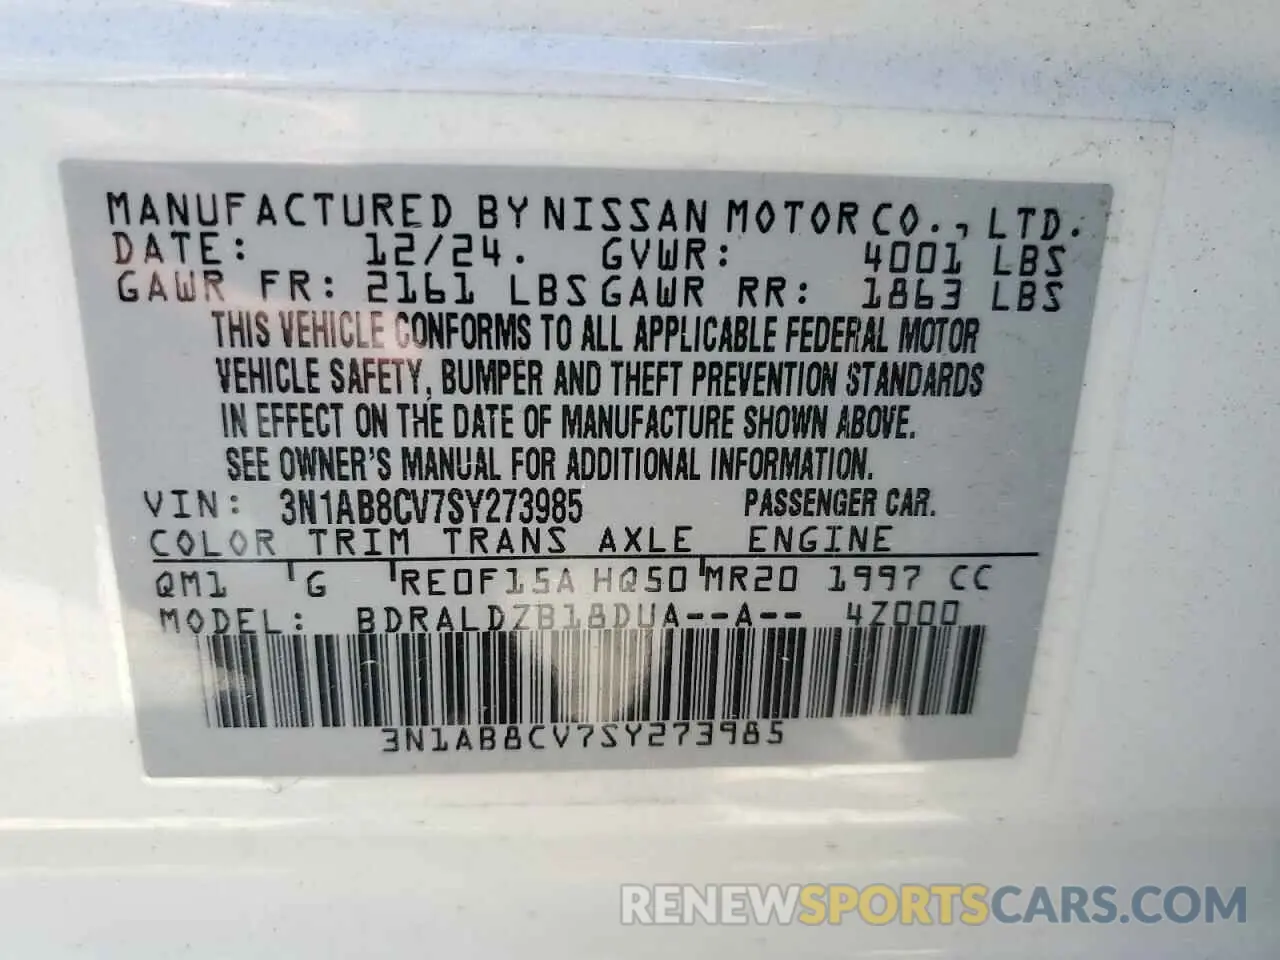 MANUFACTURED BY NISSAN MOTOR CO., LTD.
DATE: 12/24. GVWR: 4001 LBS
GAWR FR: 2161 LBS GAWR RR: 1863 LBS
THIS VEHICLE CONFORMS TO ALL APPLICABLE FEDERAL MOTOR
VEHICLE SAFETY, BUMPER AND THEFT PREVENTION STANDARDS
IN EFFECT ON THE DATE OF MANUFACTURE SHOWN ABOVE.
SEE OWNER'S MANUAL FOR ADDITIONAL INFORMATION.
VIN: 3N1AB8CV7SY273985 PASSENGER CAR.
COLOR TRIM TRANS AXLE ENGINE
QM1 G RE0F15A HQ50 MR20 1997 CC
MODEL: BDRALDZB18DUA--A-- 4Z000
3N1AB8CV7SY273985
RENEWSPORTSCARS.COM